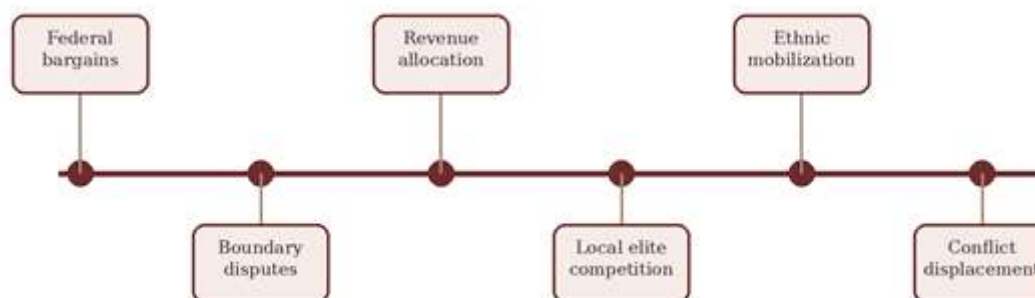 Federal
bargains
Boundary
disputes
Revenue
allocation
Local elite
competition
Ethnic
mobilization
Conflict
displacement